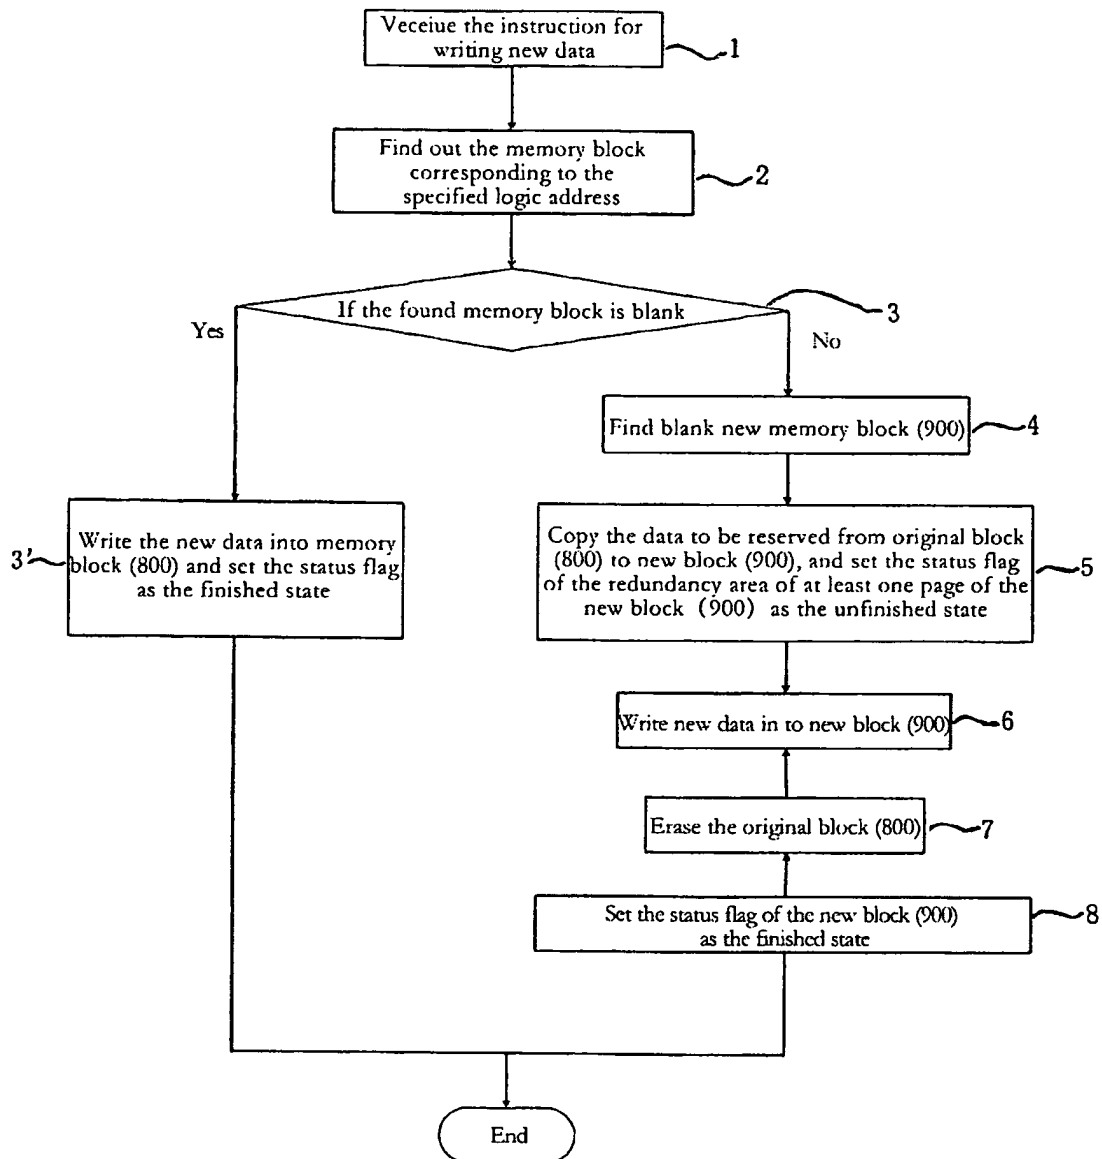 Veceiue the instruction for
writing new data
1
Find out the memory block
corresponding to the
specified logic address
2
If the found memory block is blank
3
Yes
No
Find blank new memory block (900)
4
Write the new data into memory
block (800) and set the status flag
as the finished state
3'
Copy the data to be reserved from original block
(800) to new block (900), and set the status flag
of the redundancy area of at least one page of the
new block (900) as the unfinished state
5
Write new data in to new block (900)
6
Erase the original block (800)
7
Set the status flag of the new block (900)
as the finished state
8
End